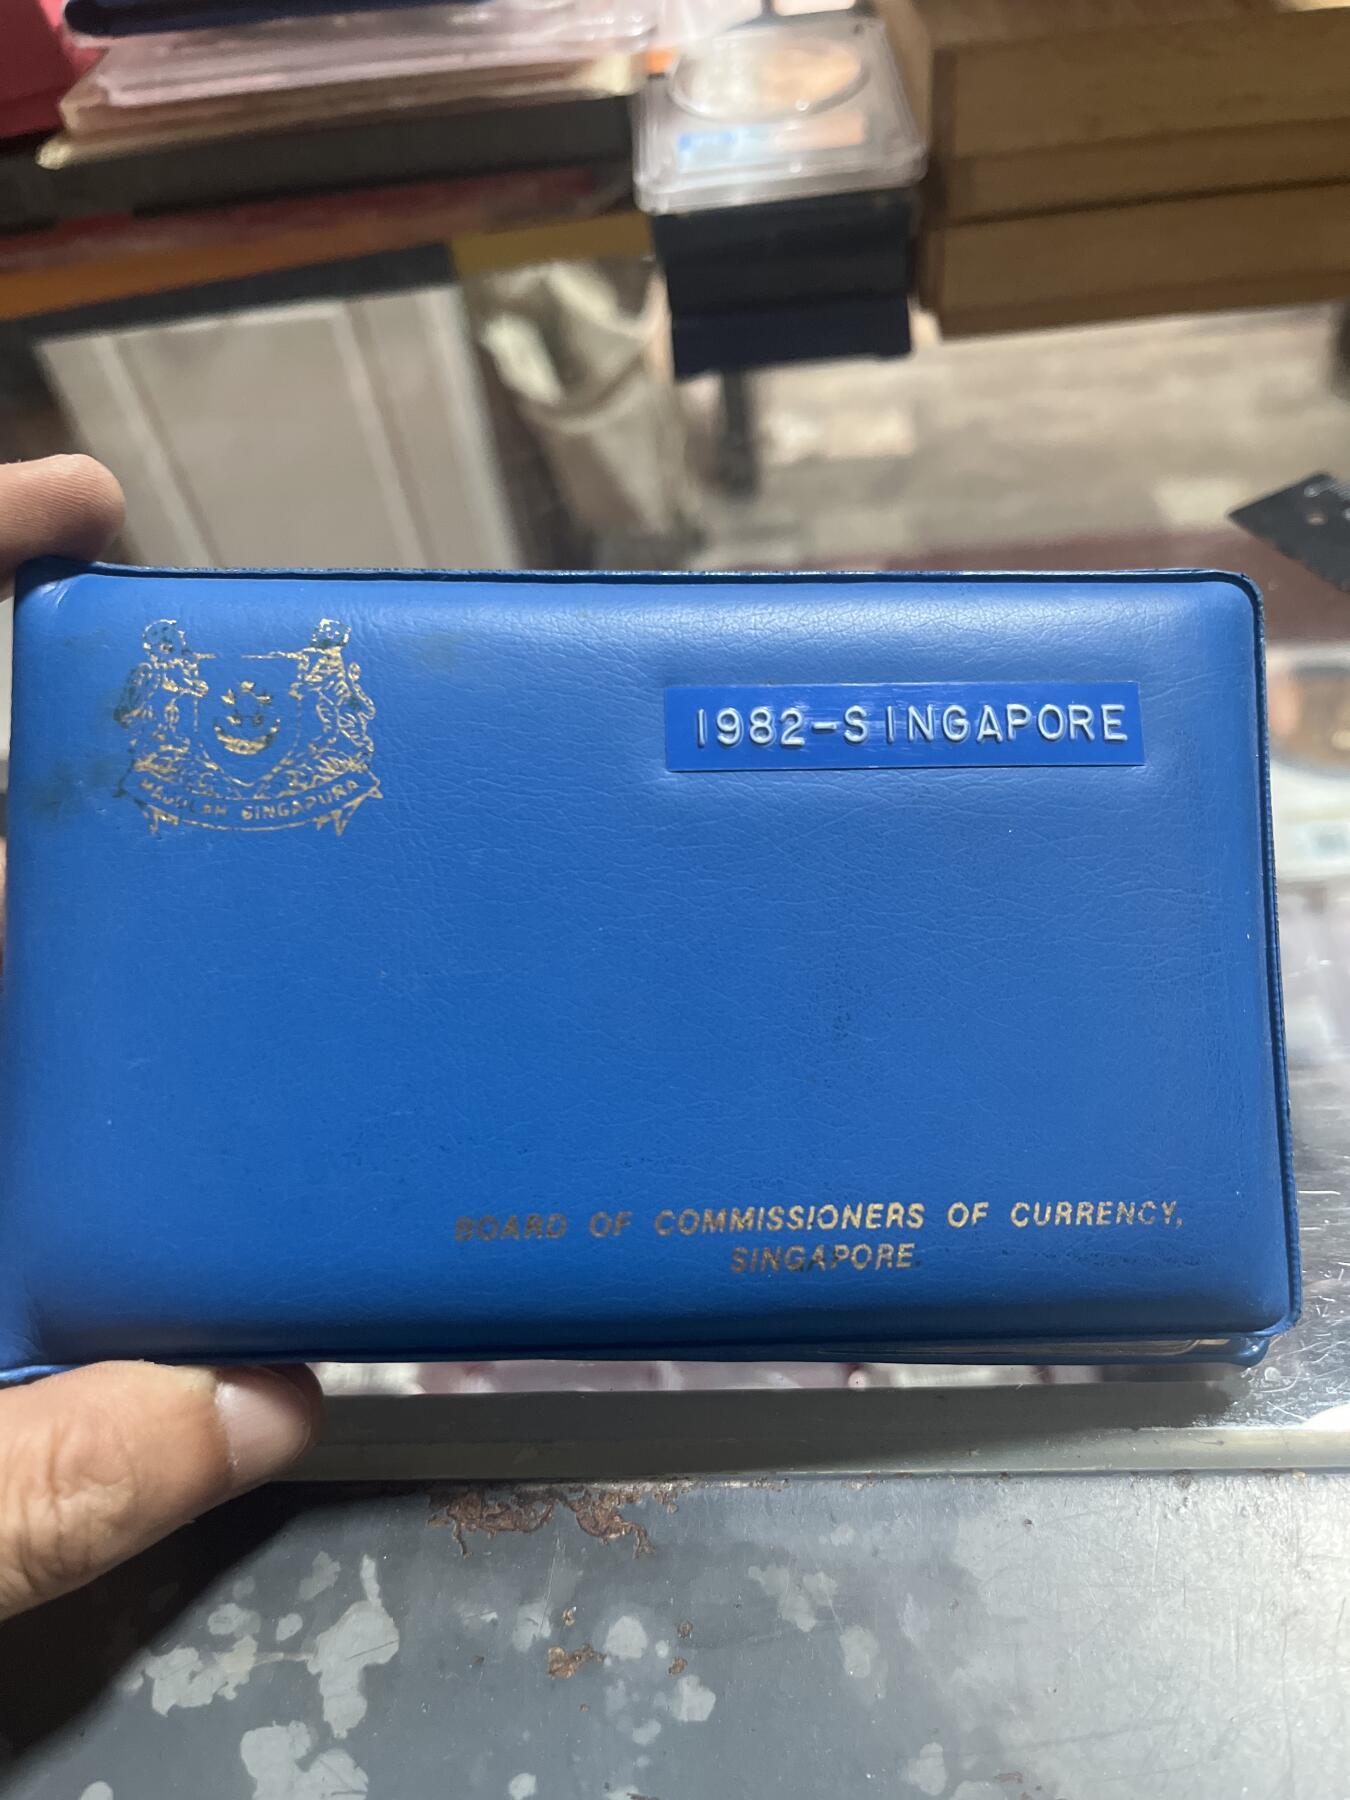 MAJULAH SINGAPURA
1982-SINGAPORE
BOARD OF COMMISSIONERS OF CURRENCY,
SINGAPORE.